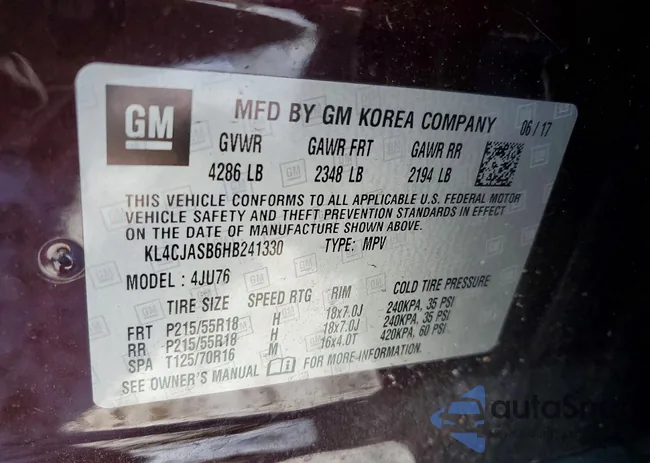 GM MFD BY GM KOREA COMPANY 06/17
GVWR GAWR FRT GAWR RR
4286 LB 2348 LB 2194 LB
THIS VEHICLE CONFORMS TO ALL APPLICABLE U.S. FEDERAL MOTOR
VEHICLE SAFETY AND THEFT PREVENTION STANDARDS IN EFFECT
ON THE DATE OF MANUFACTURE SHOWN ABOVE.
KL4CJASB6HB241330 TYPE: MPV
MODEL : 4JU76
TIRE SIZE SPEED RTG RIM COLD TIRE PRESSURE
FRT P215/55R18 H 18x7.0J 240KPA, 35 PSI
RR P215/55R18 H 18x7.0J 240KPA, 35 PSI
SPA T125/70R16 M 16x4.0T 420KPA, 60 PSI
SEE OWNER'S MANUAL FOR MORE INFORMATION.